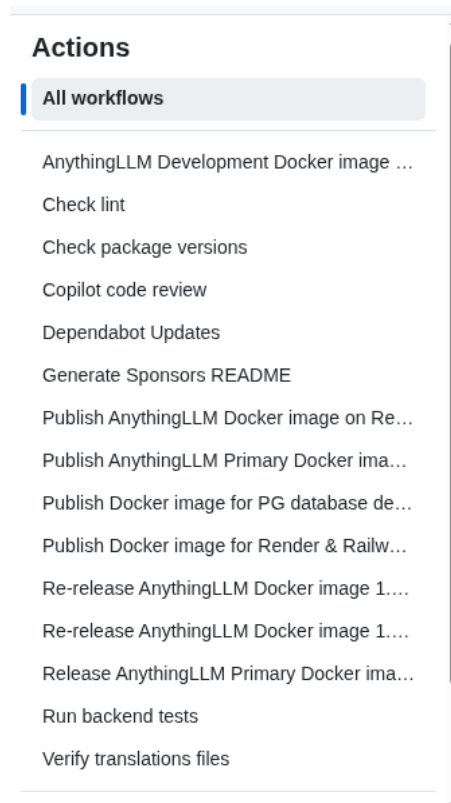 Actions
All workflows
AnythingLLM Development Docker image …
Check lint
Check package versions
Copilot code review
Dependabot Updates
Generate Sponsors README
Publish AnythingLLM Docker image on Re…
Publish AnythingLLM Primary Docker ima…
Publish Docker image for PG database de…
Publish Docker image for Render & Railw…
Re-release AnythingLLM Docker image 1.…
Re-release AnythingLLM Docker image 1.…
Release AnythingLLM Primary Docker ima…
Run backend tests
Verify translations files